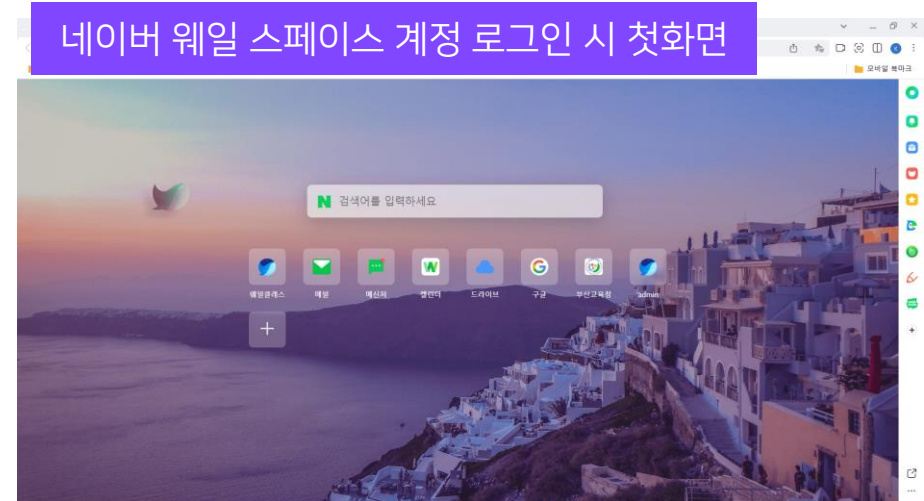 네이버 웨일 스페이스 계정 로그인 시 첫화면
모바일 북마크
N 검색어를 입력하세요
웨일클래스 메일 메신저 캘린더 드라이브 구글 부산교육청 admin